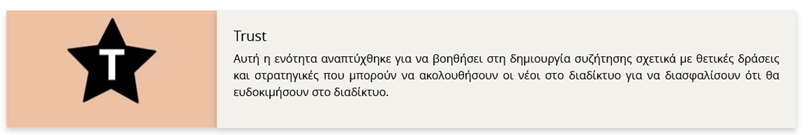 T
Trust
Αυτή η ενότητα αναπτύχθηκε για να βοηθήσει στη δημιουργία συζήτησης σχετικά με θετικές δράσεις
και στρατηγικές που μπορούν να ακολουθήσουν οι νέοι στο διαδίκτυο για να διασφαλίσουν ότι θα
ευδοκιμήσουν στο διαδίκτυο.